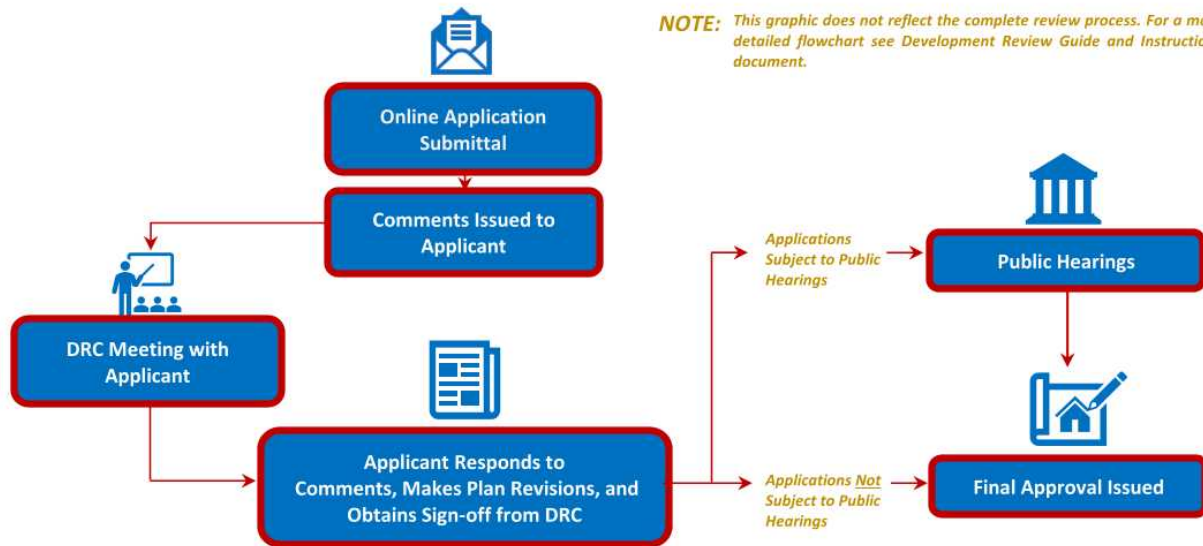 NOTE: This graphic does not reflect the complete review process. For a
detailed flowchart see Development Review Guide and
document.
Online Application
Submittal
Comments Issued to
Applicant
DRC Meeting with
Applicant
Applicant Responds to
Comments, Makes Plan Revisions, and
Obtains Sign-off from DRC
Applications
Subject to Public
Hearings
Public Hearings
Applications Not
Subject to Public
Hearings
Final Approval Issued